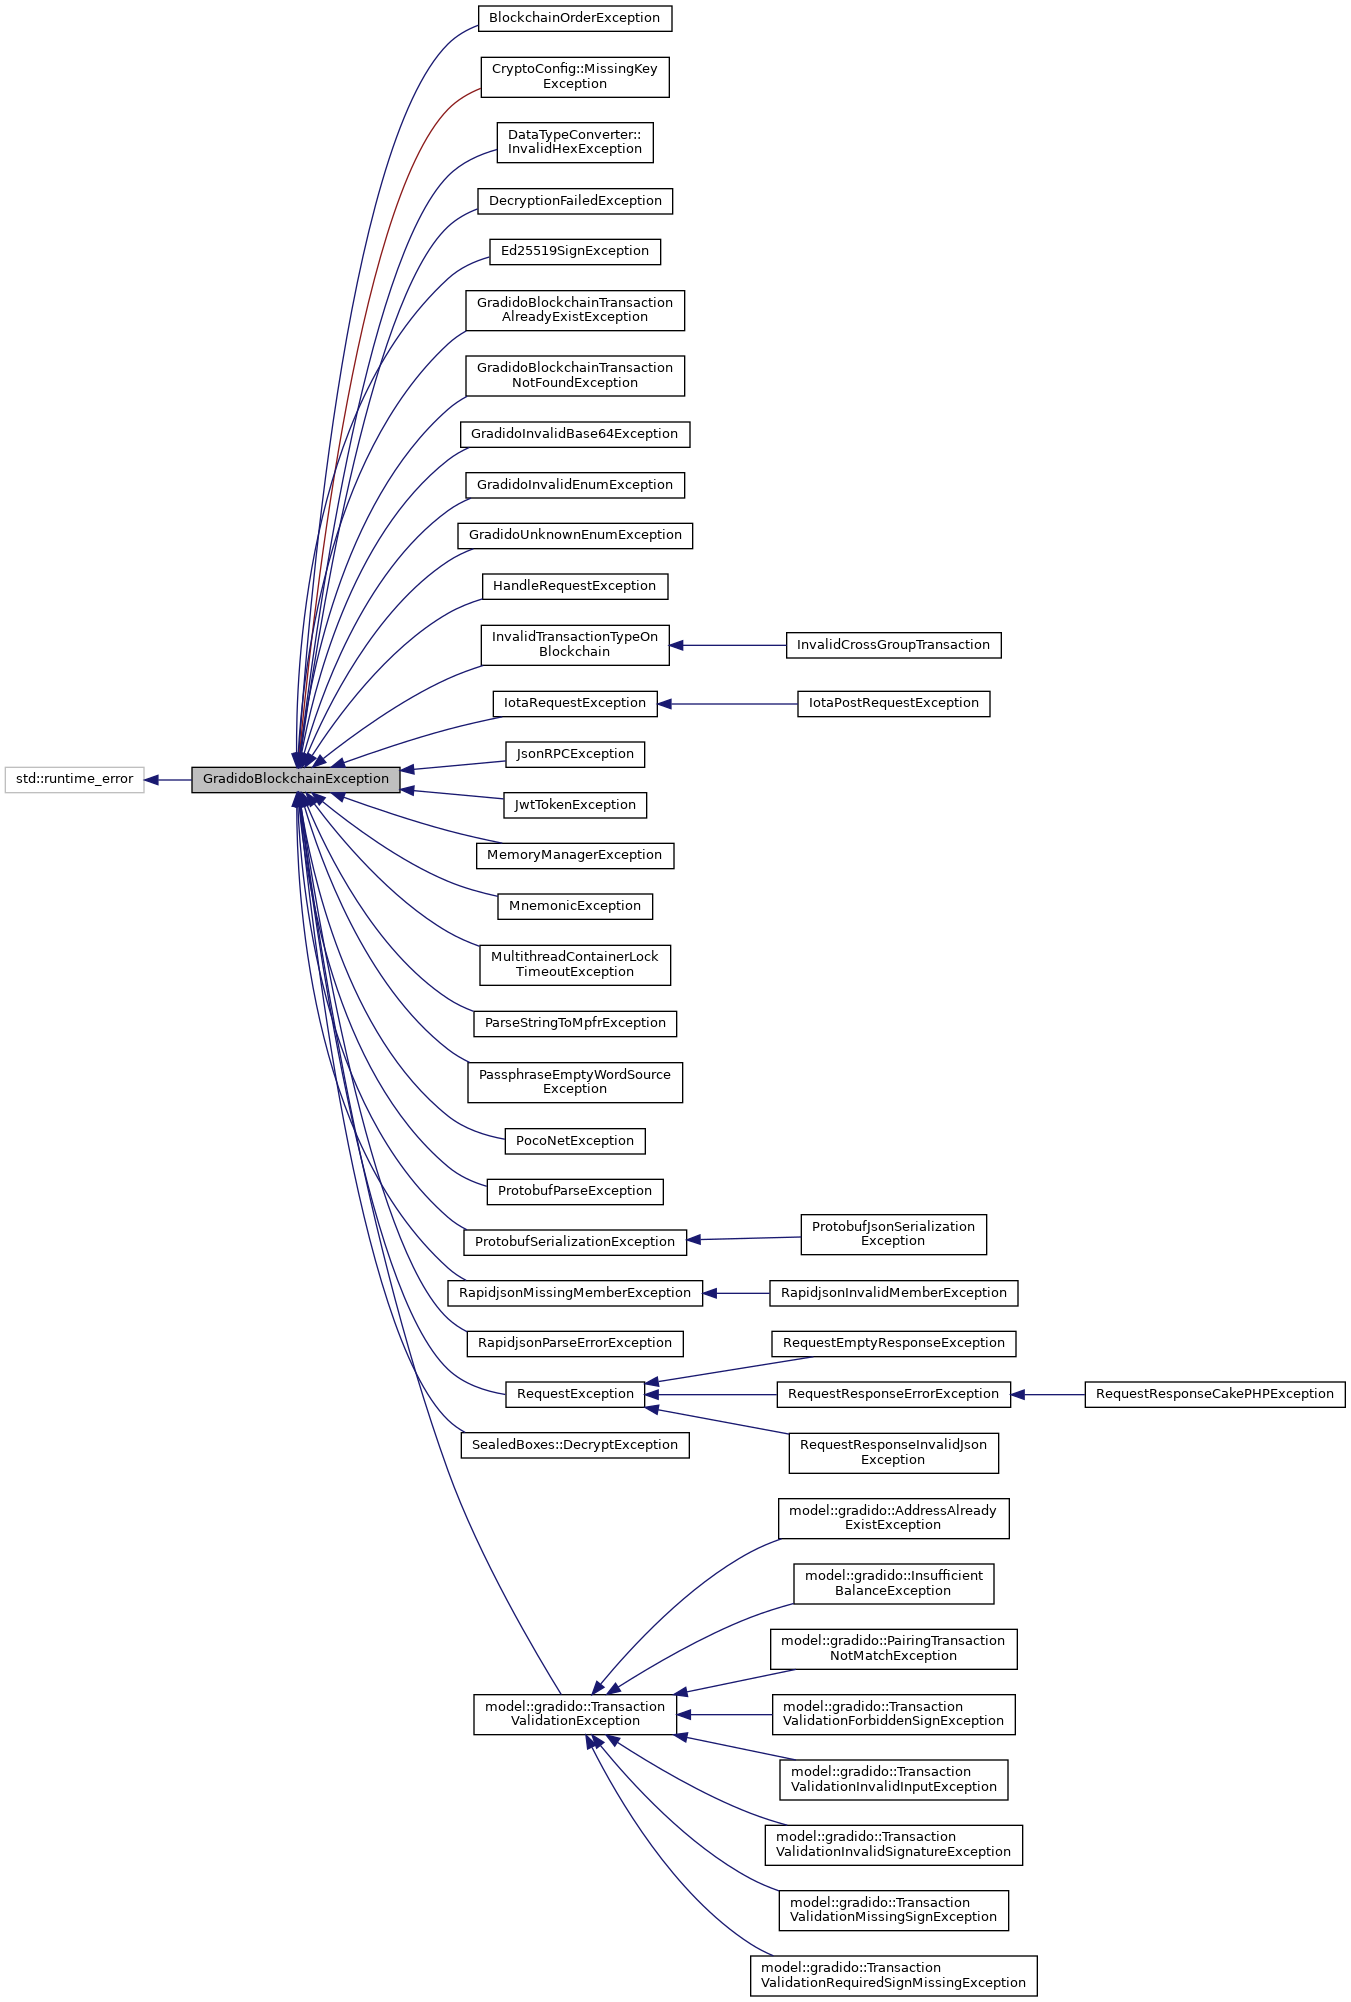 BlockchainOrderException
CryptoConfig::MissingKey
Exception
DataTypeConverter::
InvalidHexException
DecryptionFailedException
Ed25519SignException
GradidoBlockchainTransaction
AlreadyExistException
GradidoBlockchainTransaction
NotFoundException
GradidoInvalidBase64Exception
GradidoInvalidEnumException
GradidoUnknownEnumException
HandleRequestException
InvalidTransactionTypeOn
Blockchain
InvalidCrossGroupTransaction
IotaRequestException
IotaPostRequestException
JsonRPCException
std::runtime_error
GradidoBlockchainException
JwtTokenException
MemoryManagerException
MnemonicException
MultithreadContainerLock
TimeoutException
ParseStringToMpfrException
PassphraseEmptyWordSource
Exception
PocoNetException
ProtobufParseException
ProtobufSerializationException
ProtobufJsonSerialization
Exception
RapidjsonMissingMemberException
RapidjsonInvalidMemberException
RapidjsonParseErrorException
RequestEmptyResponseException
RequestException
RequestResponseErrorException
RequestResponseCakePHPException
SealedBoxes::DecryptException
RequestResponseInvalidJson
Exception
model::gradido::AddressAlready
ExistException
model::gradido::Insufficient
BalanceException
model::gradido::PairingTransaction
NotMatchException
model::gradido::Transaction
ValidationException
model::gradido::Transaction
ValidationForbiddenSignException
model::gradido::Transaction
ValidationInvalidInputException
model::gradido::Transaction
ValidationInvalidSignatureException
model::gradido::Transaction
ValidationMissingSignException
model::gradido::Transaction
ValidationRequiredSignMissingException